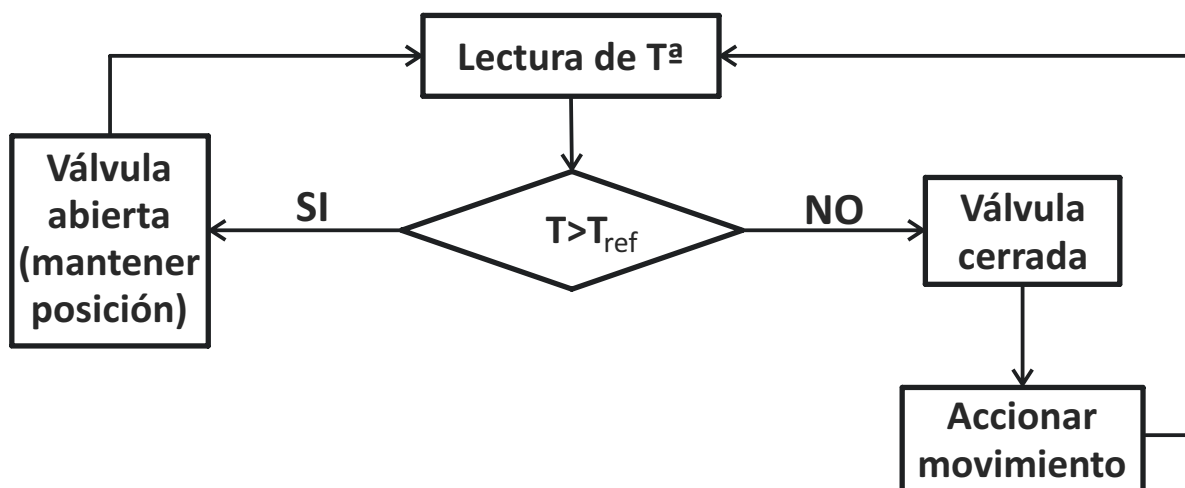 Lectura de Tª
Válvula
abierta
(mantener
posición)
SI
T>Tref
NO
Válvula
cerrada
Accionar
movimiento